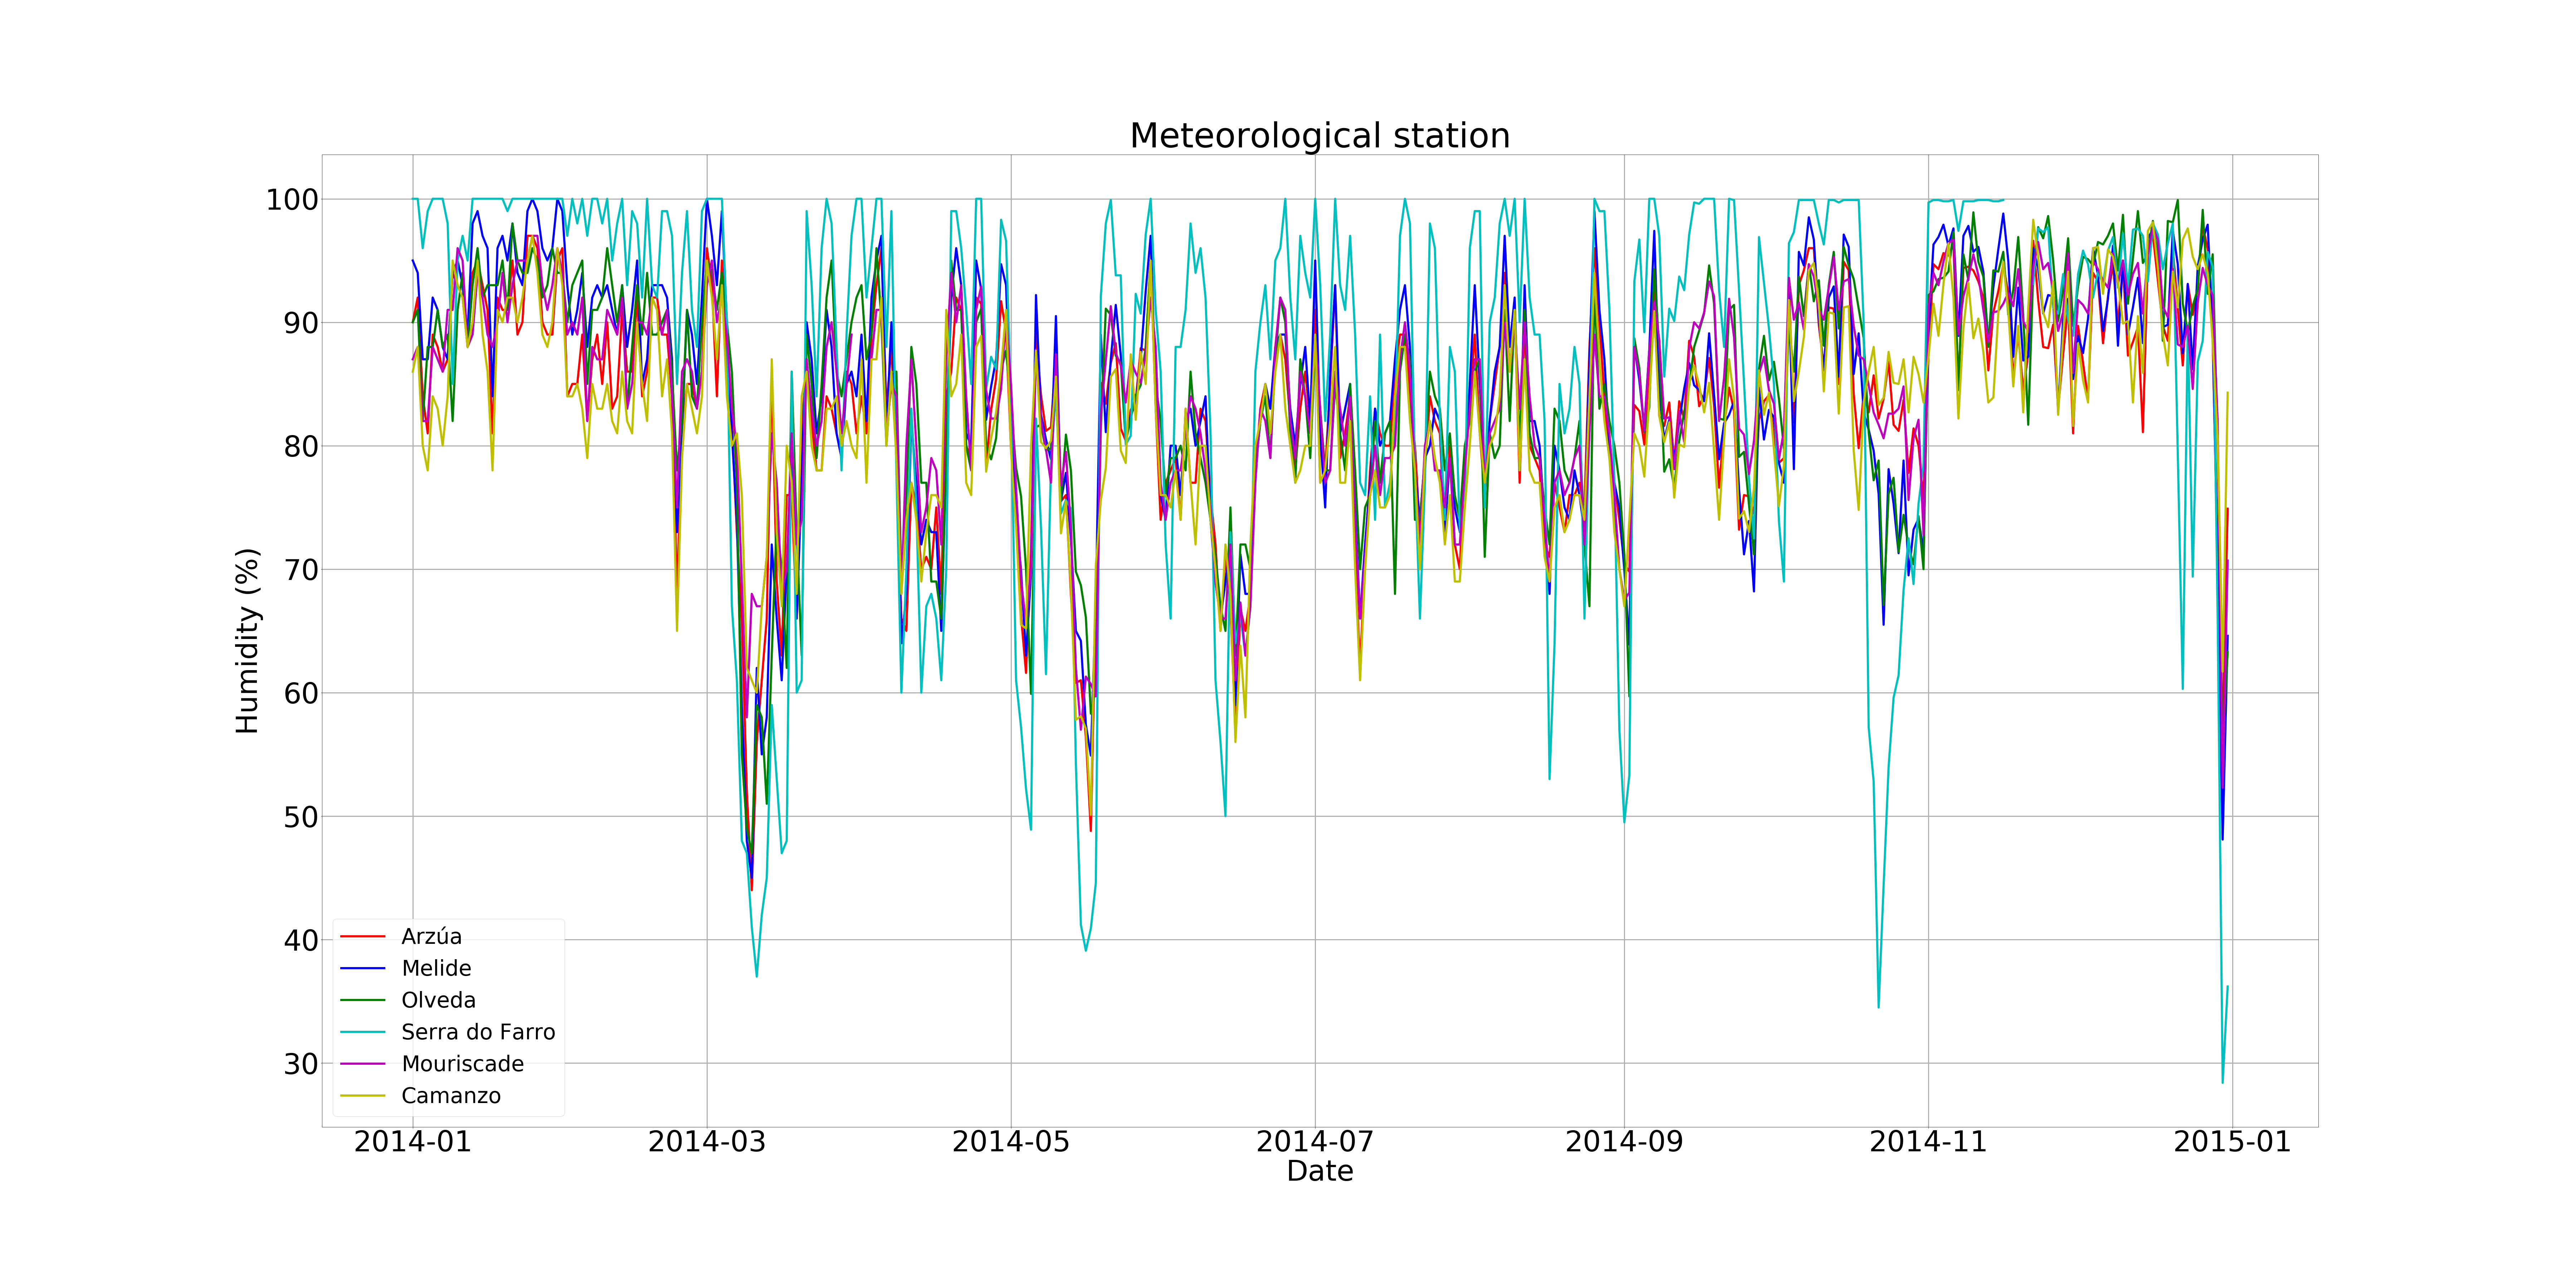 Meteorological station
Humidity (%)
100
90
80
70
60
50
40
30
Arzúa
Melide
Olveda
Serra do Farro
Mouriscade
Camanzo
2014-01 2014-03 2014-05 2014-07 2014-09 2014-11 2015-01
Date